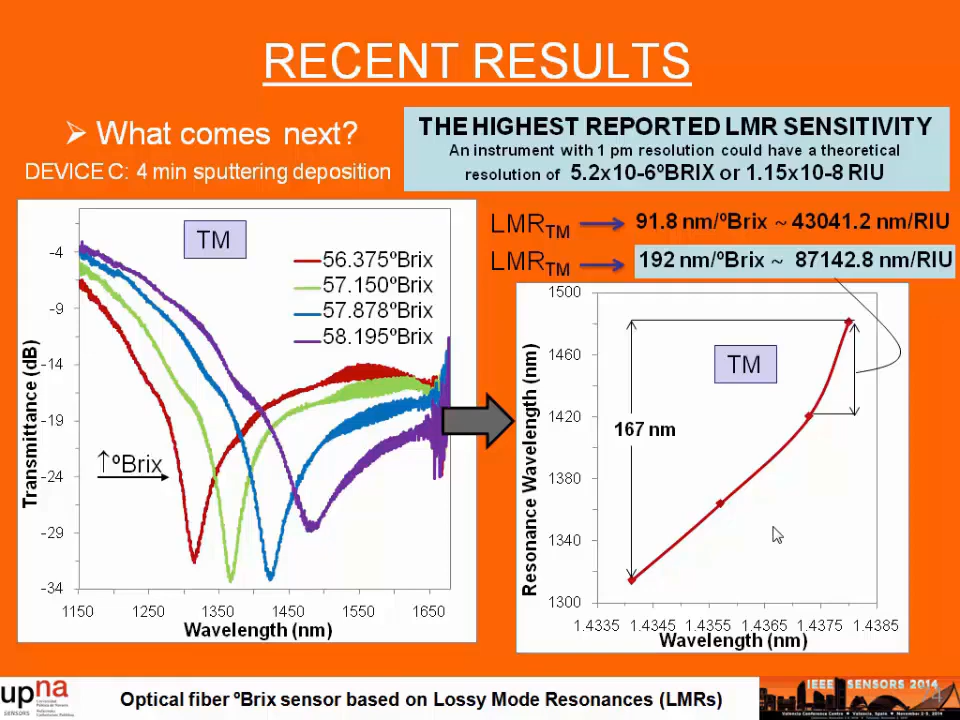 RECENT RESULTS
➢ What comes next?
DEVICE C: 4 min sputtering deposition
THE HIGHEST REPORTED LMR SENSITIVITY
An instrument with 1 pm resolution could have a theoretical
resolution of 5.2x10-6ºBRIX or 1.15x10-8 RIU
LMRTM → 91.8 nm/ºBrix ~ 43041.2 nm/RIU
LMRTM → 192 nm/ºBrix ~ 87142.8 nm/RIU
TM
56.375ºBrix
57.150ºBrix
57.878ºBrix
58.195ºBrix
↑ºBrix
Transmittance (dB)
-4
-9
-14
-19
-24
-29
-34
1150 1250 1350 1450 1550 1650
Wavelength (nm)
TM
167 nm
Resonance Wavelength (nm)
1500
1460
1420
1380
1340
1300
1.4335 1.4345 1.4355 1.4365 1.4375 1.4385
Wavelength (nm)
upna
SENSORS
Optical fiber ºBrix sensor based on Lossy Mode Resonances (LMRs)
IEEE SENSORS 2014